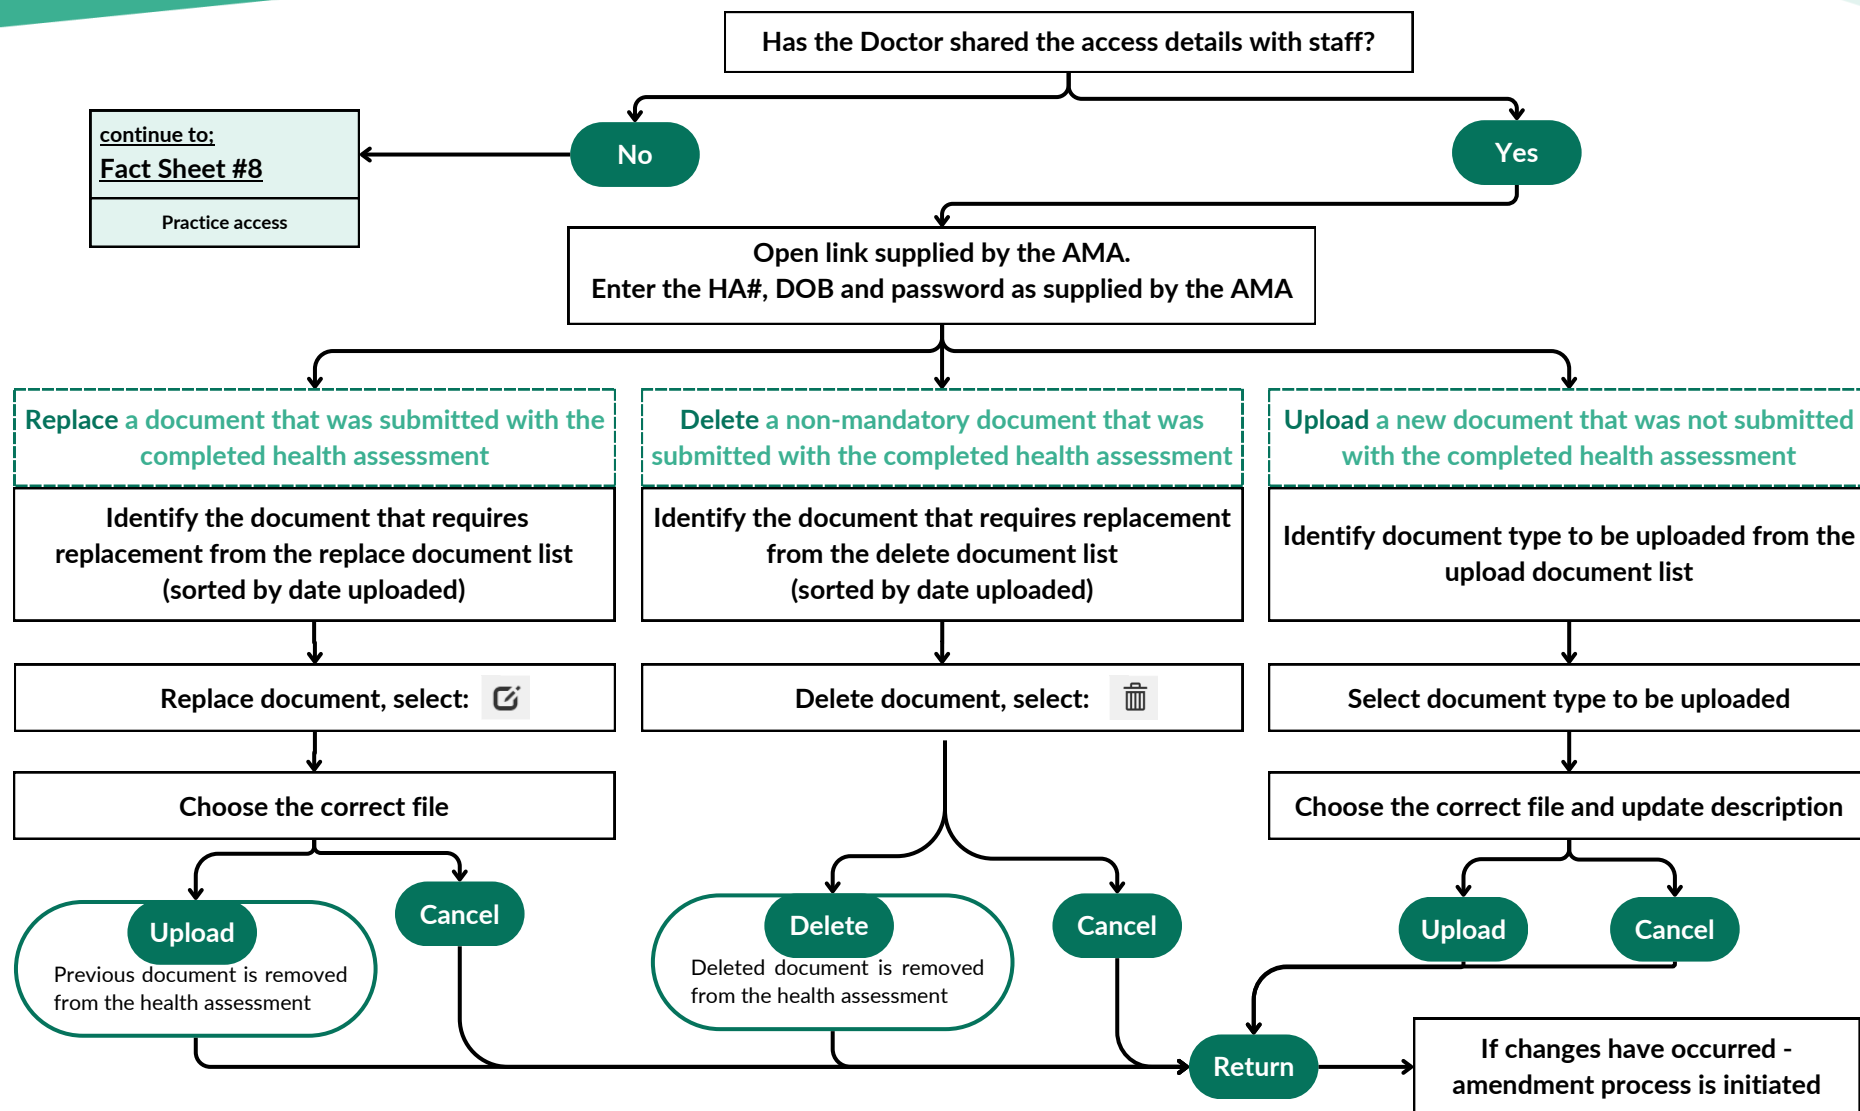 Has the Doctor shared the access details with staff?
No
Yes
continue to;
Fact Sheet #8
Practice access
Open link supplied by the AMA.
Enter the HA#, DOB and password as supplied by the AMA
Replace a document that was submitted with the
completed health assessment
Identify the document that requires
replacement from the replace document list
(sorted by date uploaded)
Replace document, select:
Choose the correct file
Upload
Previous document is removed
from the health assessment
Cancel
Delete a non-mandatory document that was
submitted with the completed health assessment
Identify the document that requires replacement
from the delete document list
(sorted by date uploaded)
Delete document, select:
Delete
Deleted document is removed
from the health assessment
Cancel
Upload a new document that was not submitted
with the completed health assessment
Identify document type to be uploaded from the
upload document list
Select document type to be uploaded
Choose the correct file and update description
Upload
Cancel
Return
If changes have occurred -
amendment process is initiated